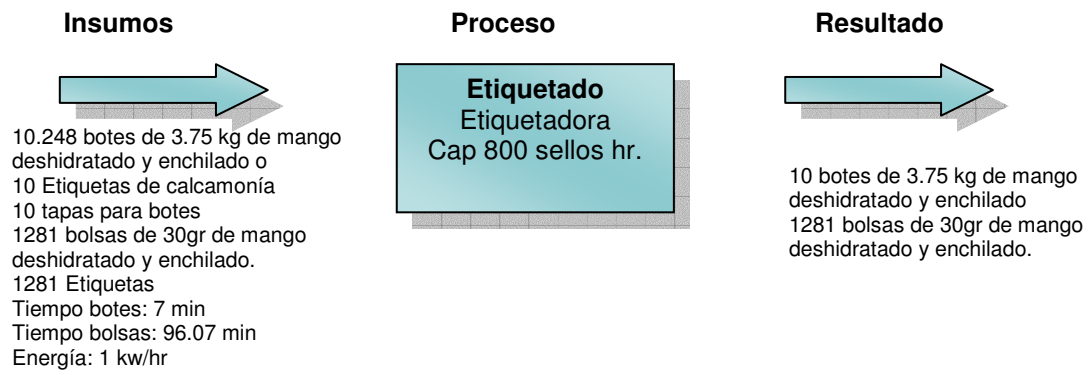 Insumos
Proceso
Resultado
10.248 botes de 3.75 kg de mango
deshidratado y enchilado o
10 Etiquetas de calcamonía
10 tapas para botes
1281 bolsas de 30gr de mango
deshidratado y enchilado.
1281 Etiquetas
Tiempo botes: 7 min
Tiempo bolsas: 96.07 min
Energía: 1 kw/hr
Etiquetado
Etiquetadora
Cap 800 sellos hr.
10 botes de 3.75 kg de mango
deshidratado y enchilado
1281 bolsas de 30gr de mango
deshidratado y enchilado.